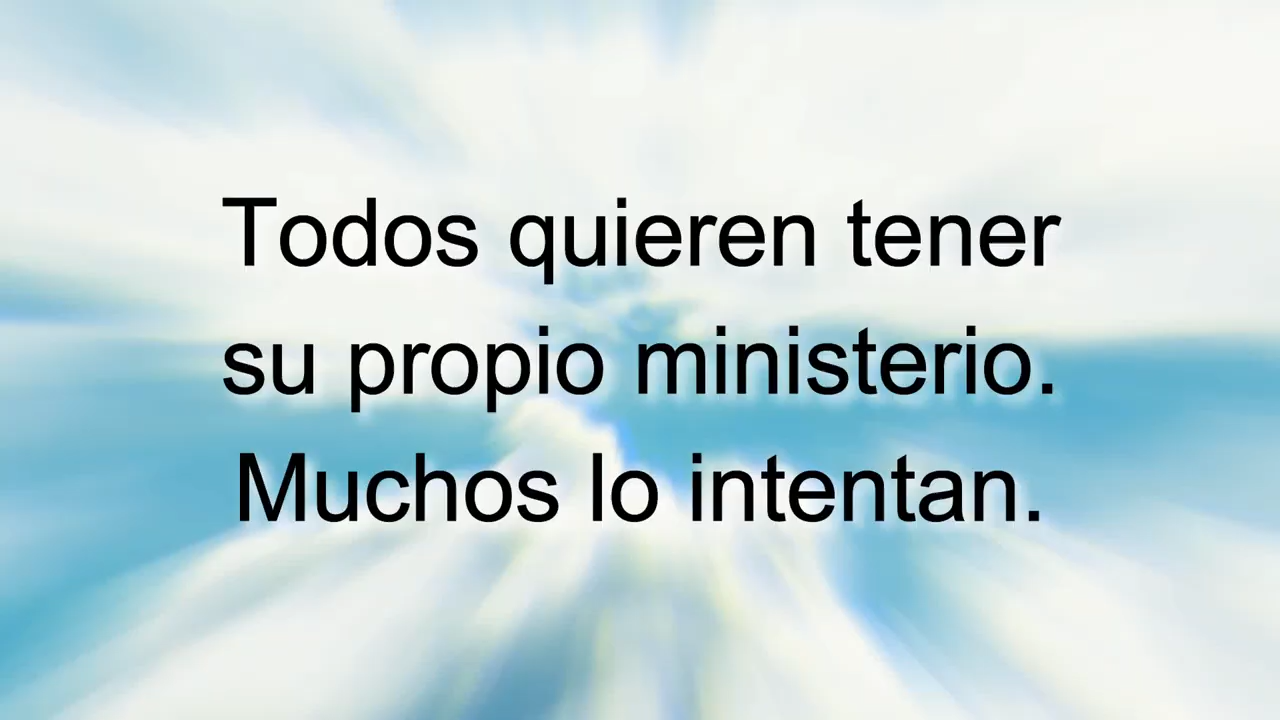 Todos quieren tener
su propio ministerio.
Muchos lo intentan.